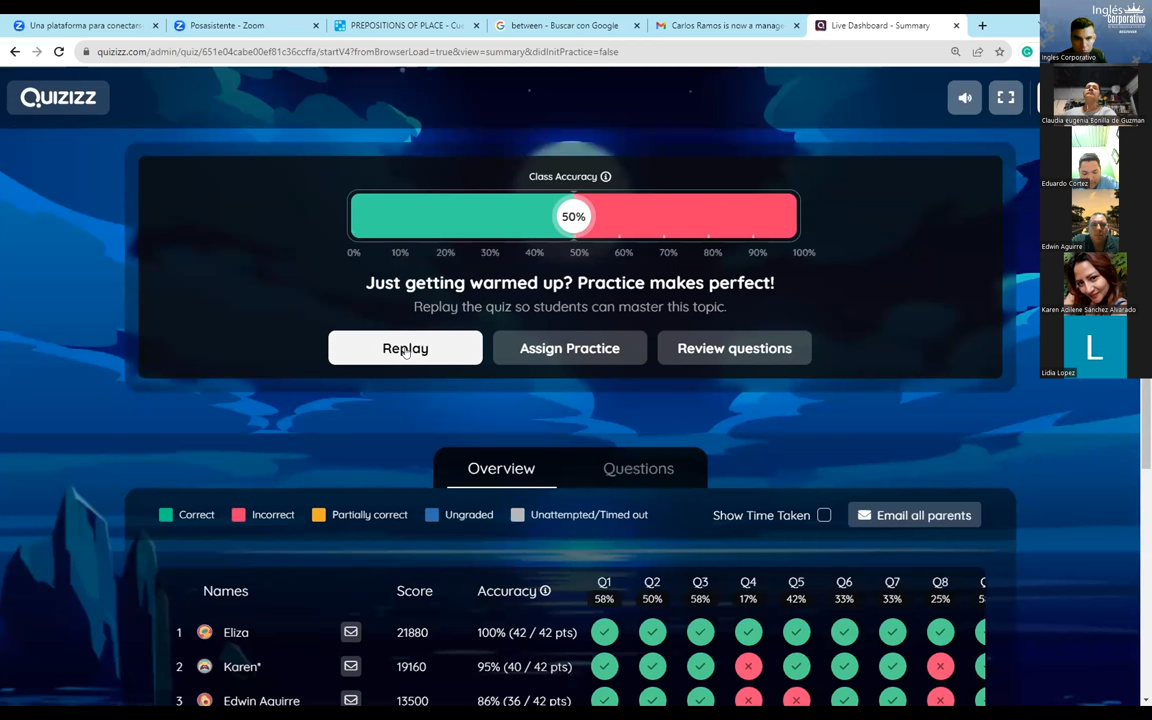 Una plataforma para conectars
Posasistente - Zoom
PREPOSITIONS OF PLACE - Cu
between - Buscar con Google
Carlos Ramos is now a manag
Live Dashboard - Summary
quizizz.com/admin/quiz/651e04cabe00ef81c36ccffa/startV4?fromBrowserLoad=true&view=summary&didInitPractice=false
Inglés
Corporativo
BEGINNER
Ingles Corporativo
Claudia eugenia Bonilla de Guzman
Eduardo Cortez
Edwin Aguirre
Karen Adilene Sánchez Alvarado
L
Lidia Lopez
QUIZIZZ
Class Accuracy
50%
0% 10% 20% 30% 40% 50% 60% 70% 80% 90% 100%
Just getting warmed up? Practice makes perfect!
Replay the quiz so students can master this topic.
Replay
Assign Practice
Review questions
Overview
Questions
Correct Incorrect Partially correct Ungraded Unattempted/Timed out
Show Time Taken
Email all parents
Names Score Accuracy Q1 Q2 Q3 Q4 Q5 Q6 Q7 Q8
58% 50% 58% 17% 42% 33% 33% 25%
1 Eliza 21880 100% (42 / 42 pts)
2 Karen* 19160 95% (40 / 42 pts)
3 Edwin Aguirre 13500 86% (36 / 42 pts)